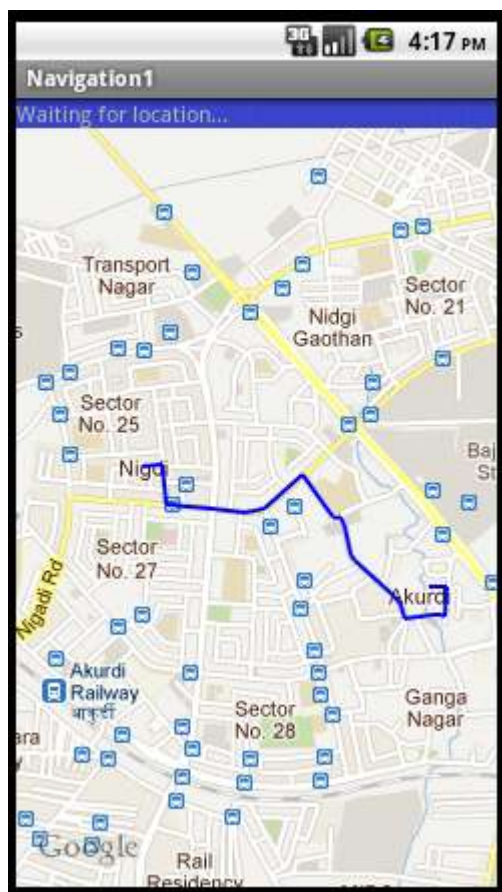 3G
4:17 PM
Navigation1
Waiting for location...
Transport
Nagar
Sector
No. 21
Nidgi
Gaothan
Sector
No. 25
Nigdi
Sector
No. 27
Nigadi Rd
Akurdi
Akurdi
Railway
आकुर्डी
Ganga
Nagar
Sector
No. 28
Google
Rail
Residency